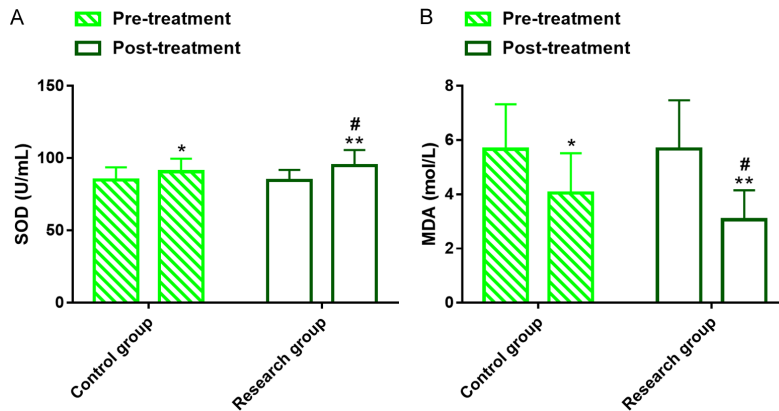 A
Pre-treatment
Post-treatment
SOD (U/mL)
150
100
50
0
*
#
**
Control group
Research group
B
Pre-treatment
Post-treatment
MDA (mol/L)
8
6
4
2
0
*
#
**
Control group
Research group